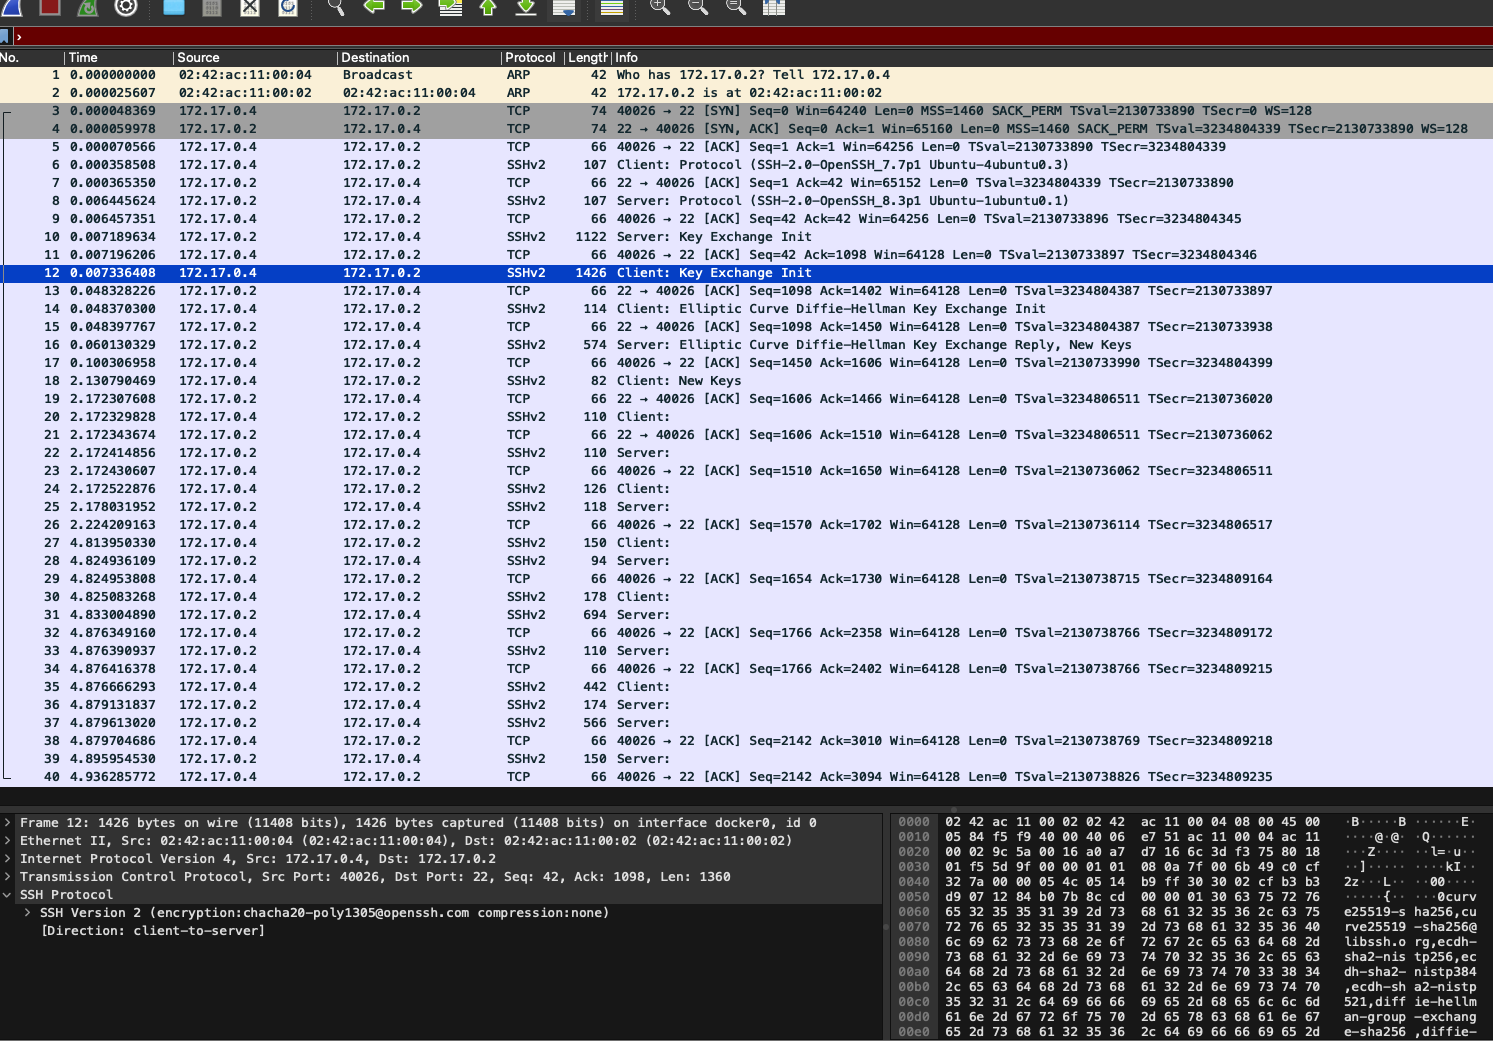 ›
No. Time Source Destination Protocol Length Info
1 0.000000000 02:42:ac:11:00:04 Broadcast ARP 42 Who has 172.17.0.2? Tell 172.17.0.4
2 0.000025607 02:42:ac:11:00:02 02:42:ac:11:00:04 ARP 42 172.17.0.2 is at 02:42:ac:11:00:02
3 0.000048369 172.17.0.4 172.17.0.2 TCP 74 40026 → 22 [SYN] Seq=0 Win=64240 Len=0 MSS=1460 SACK_PERM TSval=2130733890 TSecr=0 WS=128
4 0.000059978 172.17.0.2 172.17.0.4 TCP 74 22 → 40026 [SYN, ACK] Seq=0 Ack=1 Win=65160 Len=0 MSS=1460 SACK_PERM TSval=3234804339 TSecr=2130733890 WS=128
5 0.000070566 172.17.0.4 172.17.0.2 TCP 66 40026 → 22 [ACK] Seq=1 Ack=1 Win=64256 Len=0 TSval=2130733890 TSecr=3234804339
6 0.000358508 172.17.0.4 172.17.0.2 SSHv2 107 Client: Protocol (SSH-2.0-OpenSSH_7.7p1 Ubuntu-4ubuntu0.3)
7 0.000365350 172.17.0.2 172.17.0.4 TCP 66 22 → 40026 [ACK] Seq=1 Ack=42 Win=65152 Len=0 TSval=3234804339 TSecr=2130733890
8 0.006445624 172.17.0.2 172.17.0.4 SSHv2 107 Server: Protocol (SSH-2.0-OpenSSH_8.3p1 Ubuntu-1ubuntu0.1)
9 0.006457351 172.17.0.4 172.17.0.2 TCP 66 40026 → 22 [ACK] Seq=42 Ack=42 Win=64256 Len=0 TSval=2130733896 TSecr=3234804345
10 0.007189634 172.17.0.2 172.17.0.4 SSHv2 1122 Server: Key Exchange Init
11 0.007196206 172.17.0.4 172.17.0.2 TCP 66 40026 → 22 [ACK] Seq=42 Ack=1098 Win=64128 Len=0 TSval=2130733897 TSecr=3234804346
12 0.007336408 172.17.0.4 172.17.0.2 SSHv2 1426 Client: Key Exchange Init
13 0.048328226 172.17.0.2 172.17.0.4 TCP 66 22 → 40026 [ACK] Seq=1098 Ack=1402 Win=64128 Len=0 TSval=3234804387 TSecr=2130733897
14 0.048370300 172.17.0.4 172.17.0.2 SSHv2 114 Client: Elliptic Curve Diffie-Hellman Key Exchange Init
15 0.048397767 172.17.0.2 172.17.0.4 TCP 66 22 → 40026 [ACK] Seq=1098 Ack=1450 Win=64128 Len=0 TSval=3234804387 TSecr=2130733938
16 0.060130329 172.17.0.2 172.17.0.4 SSHv2 574 Server: Elliptic Curve Diffie-Hellman Key Exchange Reply, New Keys
17 0.100306958 172.17.0.4 172.17.0.2 TCP 66 40026 → 22 [ACK] Seq=1450 Ack=1606 Win=64128 Len=0 TSval=2130733990 TSecr=3234804399
18 2.130790469 172.17.0.4 172.17.0.2 SSHv2 82 Client: New Keys
19 2.172307608 172.17.0.2 172.17.0.4 TCP 66 22 → 40026 [ACK] Seq=1606 Ack=1466 Win=64128 Len=0 TSval=3234806511 TSecr=2130736020
20 2.172329828 172.17.0.4 172.17.0.2 SSHv2 110 Client:
21 2.172343674 172.17.0.2 172.17.0.4 TCP 66 22 → 40026 [ACK] Seq=1606 Ack=1510 Win=64128 Len=0 TSval=3234806511 TSecr=2130736062
22 2.172414856 172.17.0.2 172.17.0.4 SSHv2 110 Server:
23 2.172430607 172.17.0.4 172.17.0.2 TCP 66 40026 → 22 [ACK] Seq=1510 Ack=1650 Win=64128 Len=0 TSval=2130736062 TSecr=3234806511
24 2.172522876 172.17.0.4 172.17.0.2 SSHv2 126 Client:
25 2.178031952 172.17.0.2 172.17.0.4 SSHv2 118 Server:
26 2.224209163 172.17.0.4 172.17.0.2 TCP 66 40026 → 22 [ACK] Seq=1570 Ack=1702 Win=64128 Len=0 TSval=2130736114 TSecr=3234806517
27 4.813950330 172.17.0.4 172.17.0.2 SSHv2 150 Client:
28 4.824936109 172.17.0.2 172.17.0.4 SSHv2 94 Server:
29 4.824953808 172.17.0.4 172.17.0.2 TCP 66 40026 → 22 [ACK] Seq=1654 Ack=1730 Win=64128 Len=0 TSval=2130738715 TSecr=3234809164
30 4.825083268 172.17.0.4 172.17.0.2 SSHv2 178 Client:
31 4.833004890 172.17.0.2 172.17.0.4 SSHv2 694 Server:
32 4.876349160 172.17.0.4 172.17.0.2 TCP 66 40026 → 22 [ACK] Seq=1766 Ack=2358 Win=64128 Len=0 TSval=2130738766 TSecr=3234809172
33 4.876390937 172.17.0.2 172.17.0.4 SSHv2 110 Server:
34 4.876416378 172.17.0.4 172.17.0.2 TCP 66 40026 → 22 [ACK] Seq=1766 Ack=2402 Win=64128 Len=0 TSval=2130738766 TSecr=3234809215
35 4.876666293 172.17.0.4 172.17.0.2 SSHv2 442 Client:
36 4.879131837 172.17.0.2 172.17.0.4 SSHv2 174 Server:
37 4.879613020 172.17.0.2 172.17.0.4 SSHv2 566 Server:
38 4.879704686 172.17.0.4 172.17.0.2 TCP 66 40026 → 22 [ACK] Seq=2142 Ack=3010 Win=64128 Len=0 TSval=2130738769 TSecr=3234809218
39 4.895954530 172.17.0.2 172.17.0.4 SSHv2 150 Server:
40 4.936285772 172.17.0.4 172.17.0.2 TCP 66 40026 → 22 [ACK] Seq=2142 Ack=3094 Win=64128 Len=0 TSval=2130738826 TSecr=3234809235
Frame 12: 1426 bytes on wire (11408 bits), 1426 bytes captured (11408 bits) on interface docker0, id 0
Ethernet II, Src: 02:42:ac:11:00:04 (02:42:ac:11:00:04), Dst: 02:42:ac:11:00:02 (02:42:ac:11:00:02)
Internet Protocol Version 4, Src: 172.17.0.4, Dst: 172.17.0.2
Transmission Control Protocol, Src Port: 40026, Dst Port: 22, Seq: 42, Ack: 1098, Len: 1360
SSH Protocol
SSH Version 2 (encryption:chacha20-poly1305@openssh.com compression:none)
[Direction: client-to-server]
0000 02 42 ac 11 00 02 02 42 ac 11 00 04 08 00 45 00 ·B·····B ······E·
0010 05 84 f5 f9 40 00 40 06 e7 51 ac 11 00 04 ac 11 ····@·@· ·Q······
0020 00 02 9c 5a 00 16 a0 a7 d7 16 6c 3d f3 75 80 18 ···Z···· ··l=·u··
0030 01 f5 5d 9f 00 00 01 01 08 0a 7f 00 6b 49 c0 cf ··]····· ····kI··
0040 32 7a 00 00 05 4c 05 14 b9 ff 30 30 02 cf b3 b3 2z···L·· ··00····
0050 d9 07 12 84 b0 7b 8c cd 00 00 01 30 63 75 72 76 ·····{·· ···0curv
0060 65 32 35 35 31 39 2d 73 68 61 32 35 36 2c 63 75 e25519-s ha256,cu
0070 72 76 65 32 35 35 31 39 2d 73 68 61 32 35 36 40 rve25519 -sha256@
0080 6c 69 62 73 73 68 2e 6f 72 67 2c 65 63 64 68 2d libssh.o rg,ecdh-
0090 73 68 61 32 2d 6e 69 73 74 70 32 35 36 2c 65 63 sha2-nis tp256,ec
00a0 64 68 2d 73 68 61 32 2d 6e 69 73 74 70 33 38 34 dh-sha2- nistp384
00b0 2c 65 63 64 68 2d 73 68 61 32 2d 6e 69 73 74 70 ,ecdh-sh a2-nistp
00c0 35 32 31 2c 64 69 66 66 69 65 2d 68 65 6c 6c 6d 521,diff ie-hellm
00d0 61 6e 2d 67 72 6f 75 70 2d 65 78 63 68 61 6e 67 an-group -exchang
00e0 65 2d 73 68 61 32 35 36 2c 64 69 66 66 69 65 2d e-sha256 ,diffie-